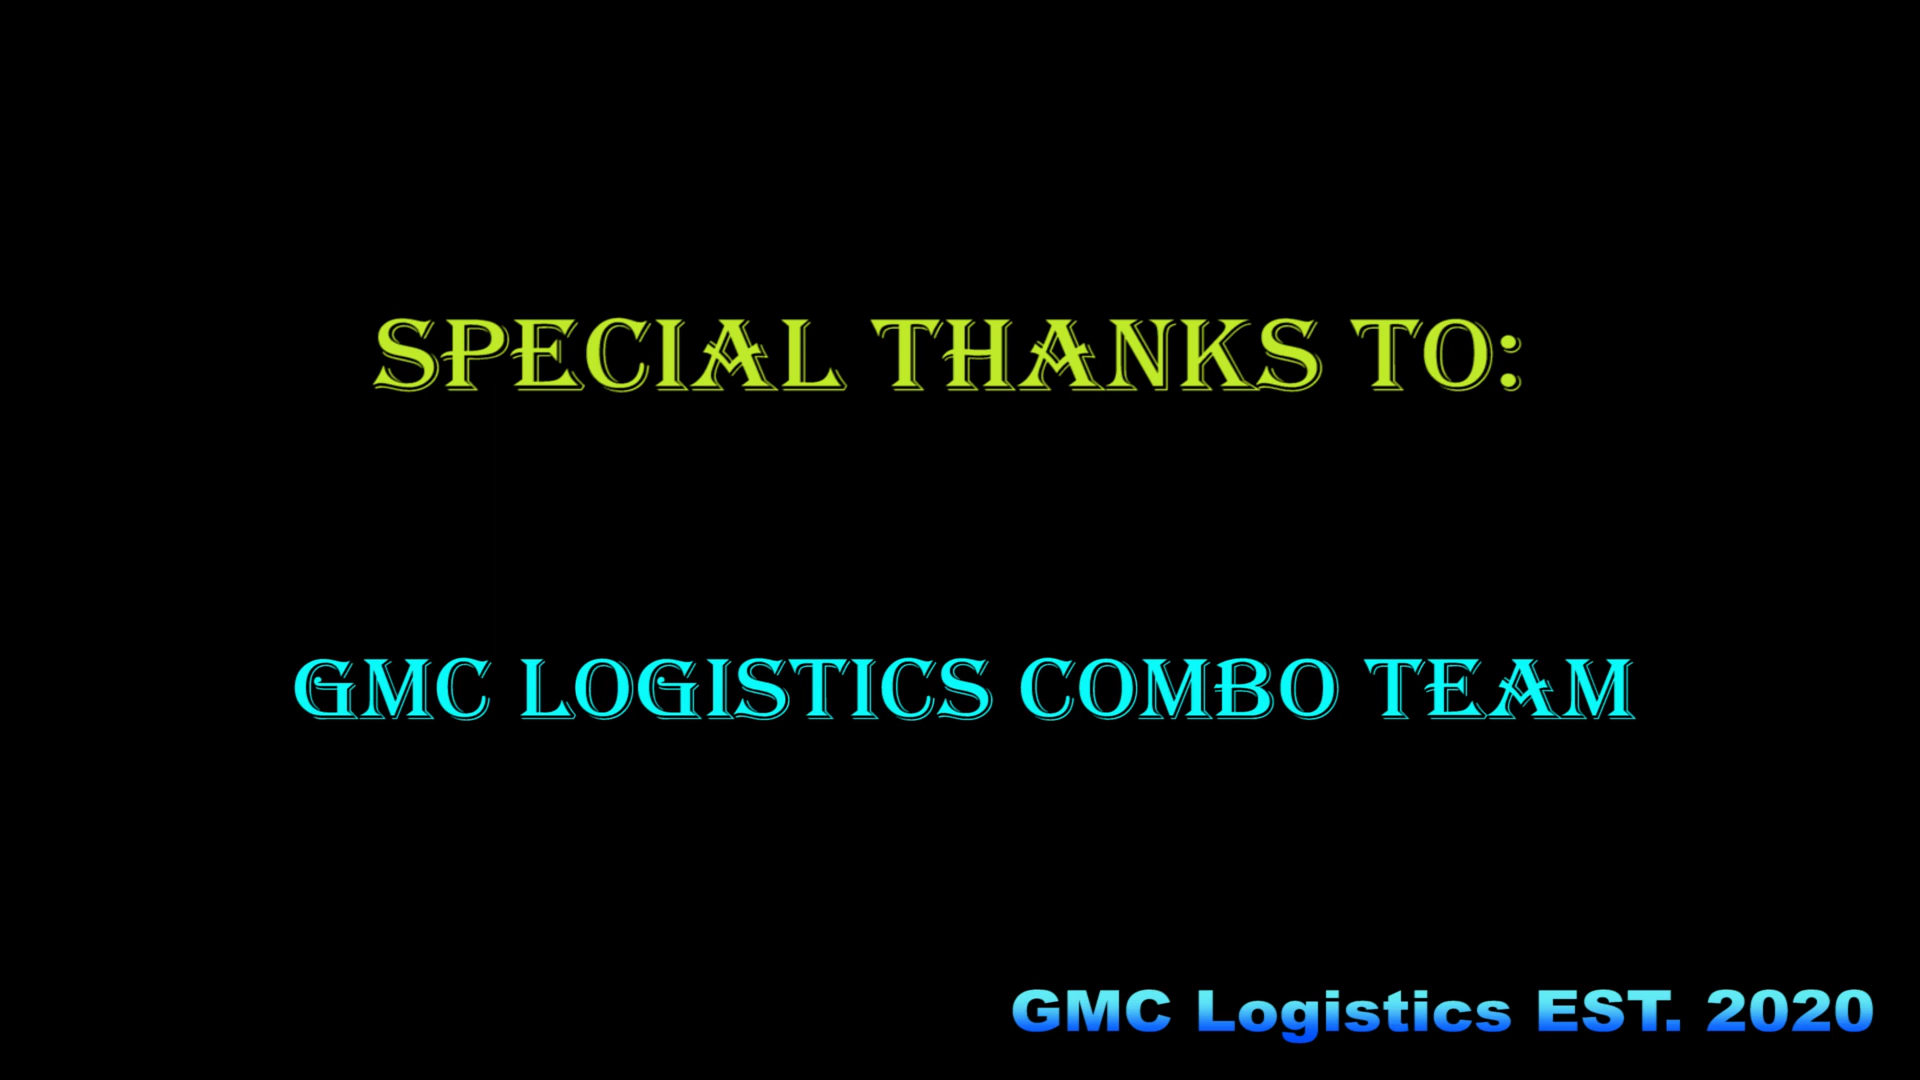 SPECIAL THANKS TO:
GMC LOGISTICS COMBO TEAM
GMC Logistics EST. 2020